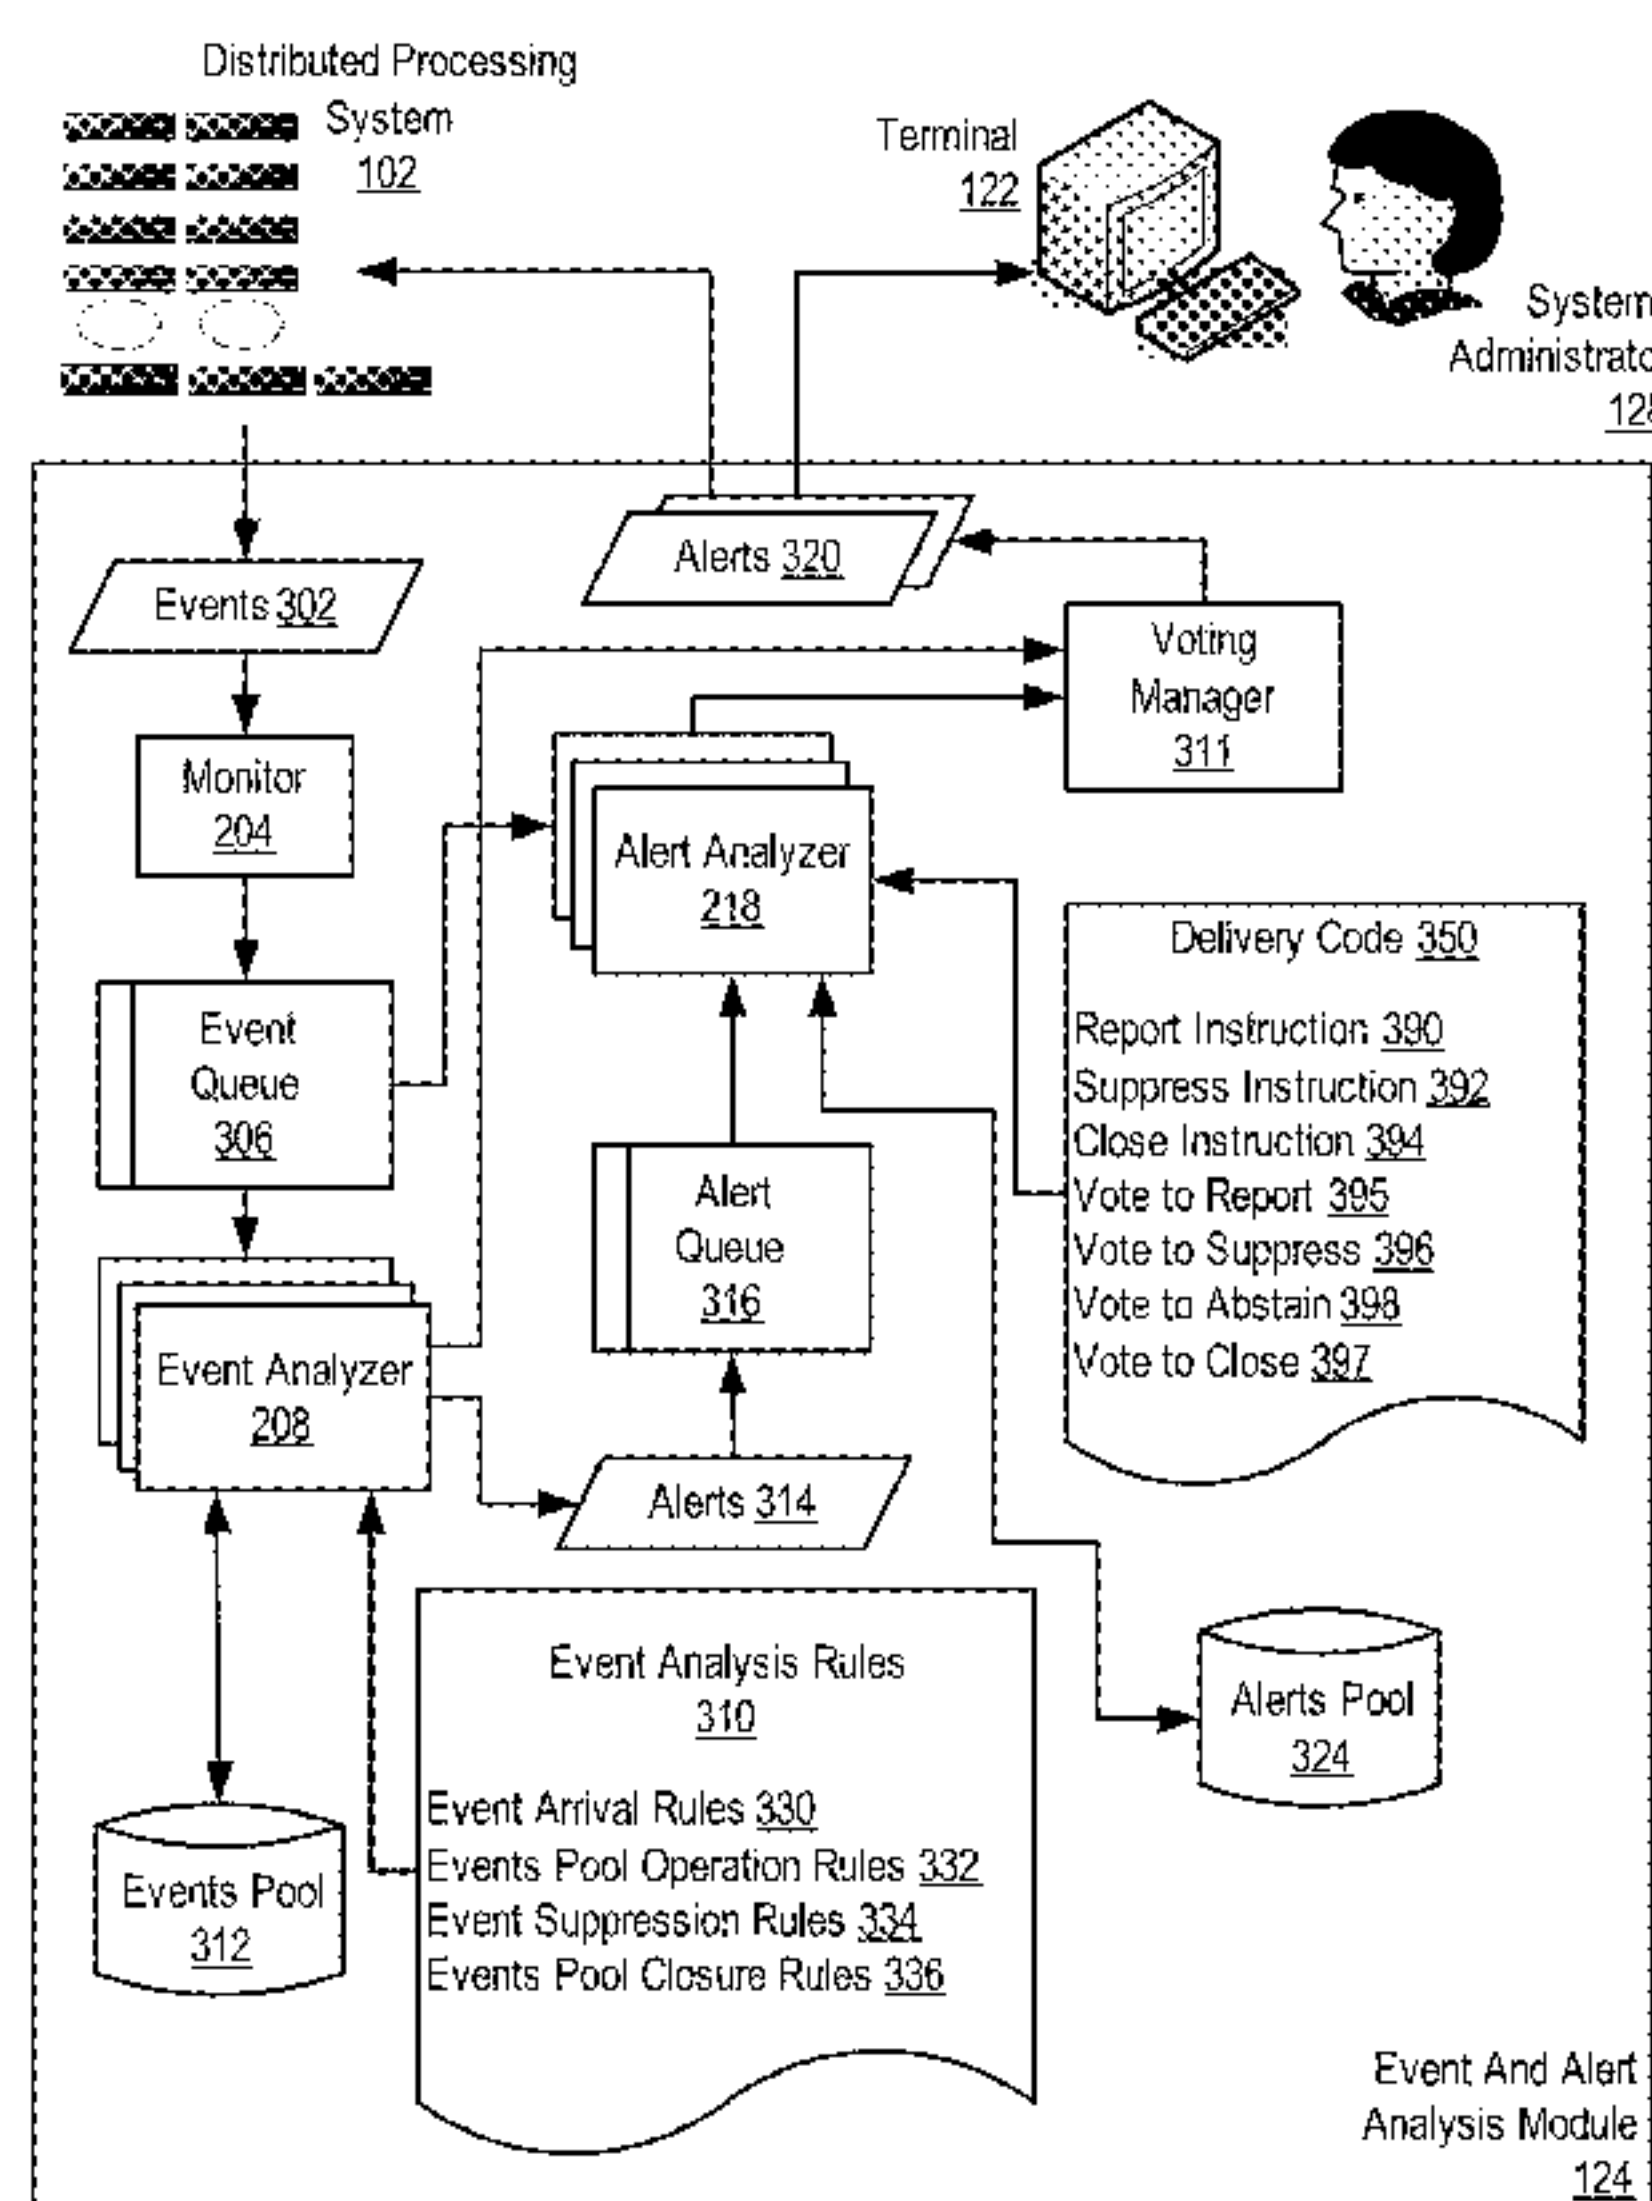 Distributed Processing
System
102
Terminal
122
System
Administrato
128
Alerts 320
Events 302
Voting
Manager
311
Monitor
204
Alert Analyzer
218
Delivery Code 350
Report Instruction 390
Suppress Instruction 392
Close Instruction 394
Vote to Report 395
Vote to Suppress 396
Vote to Abstain 398
Vote to Close 397
Event
Queue
306
Alert
Queue
316
Event Analyzer
208
Alerts 314
Event Analysis Rules
310
Event Arrival Rules 330
Events Pool Operation Rules 332
Event Suppression Rules 334
Events Pool Closure Rules 336
Alerts Pool
324
Events Pool
312
Event And Alert
Analysis Module
124